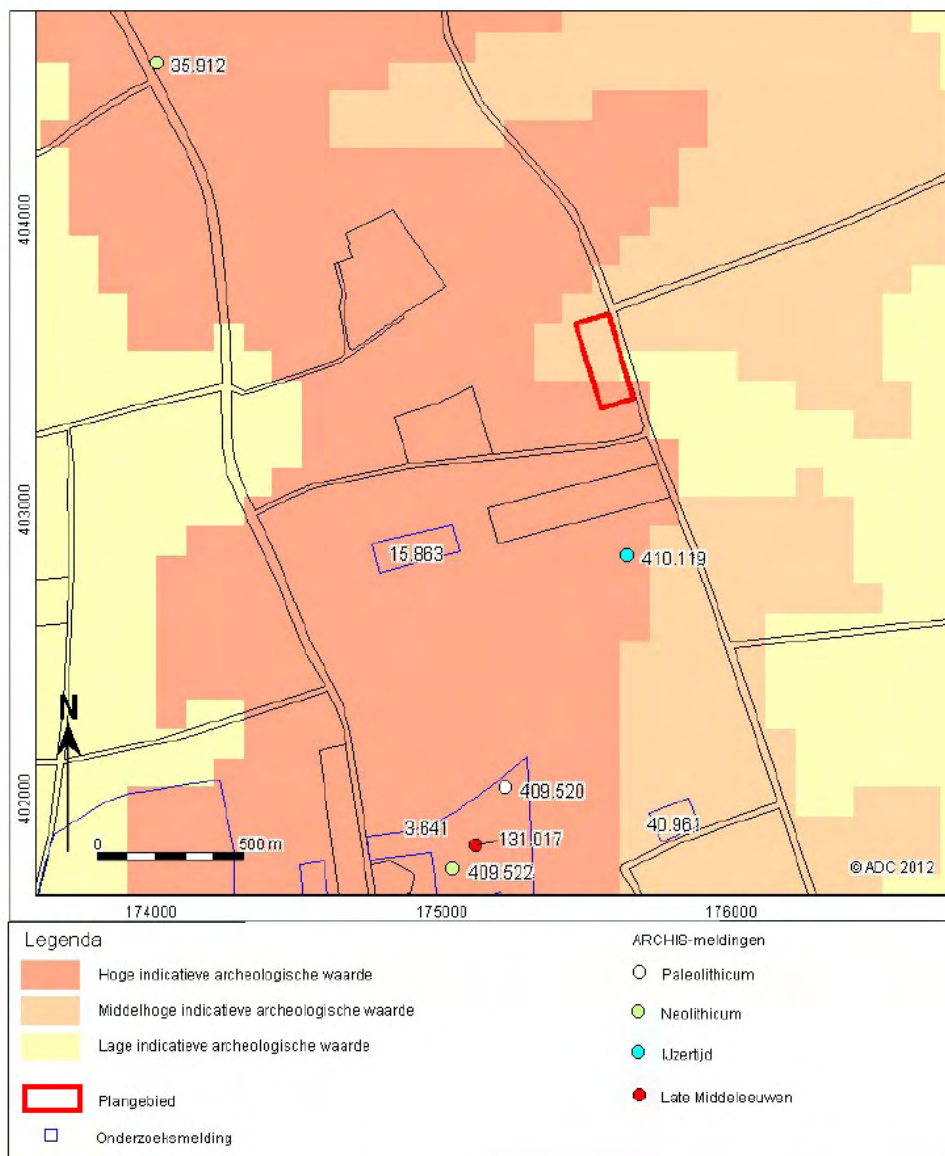 35.912
404000
403000
15.863
410.119
N
402000
409.520
3.641
131.017
40.961
409.522
0 500 m
© ADC 2012
174000 175000 176000
Legenda
Hoge indicatieve archeologische waarde
Middelhoge indicatieve archeologische waarde
Lage indicatieve archeologische waarde
Plangebied
Onderzoeksmelding
ARCHIS-meldingen
Paleolithicum
Neolithicum
IJzertijd
Late Middeleeuwen